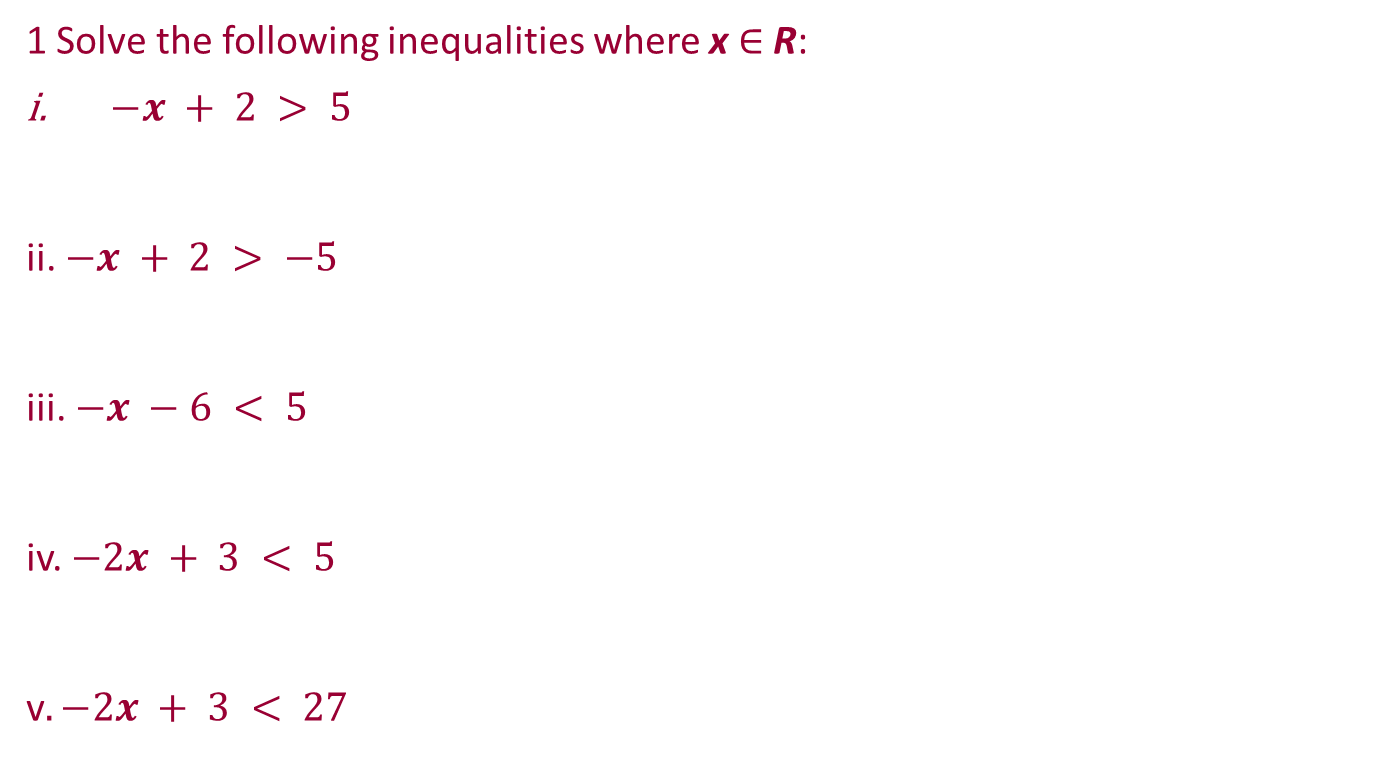 1 Solve the following inequalities where x ∈ R:
i. −x + 2 > 5
ii. −x + 2 > −5
iii. −x − 6 < 5
iv. −2x + 3 < 5
v. −2x + 3 < 27